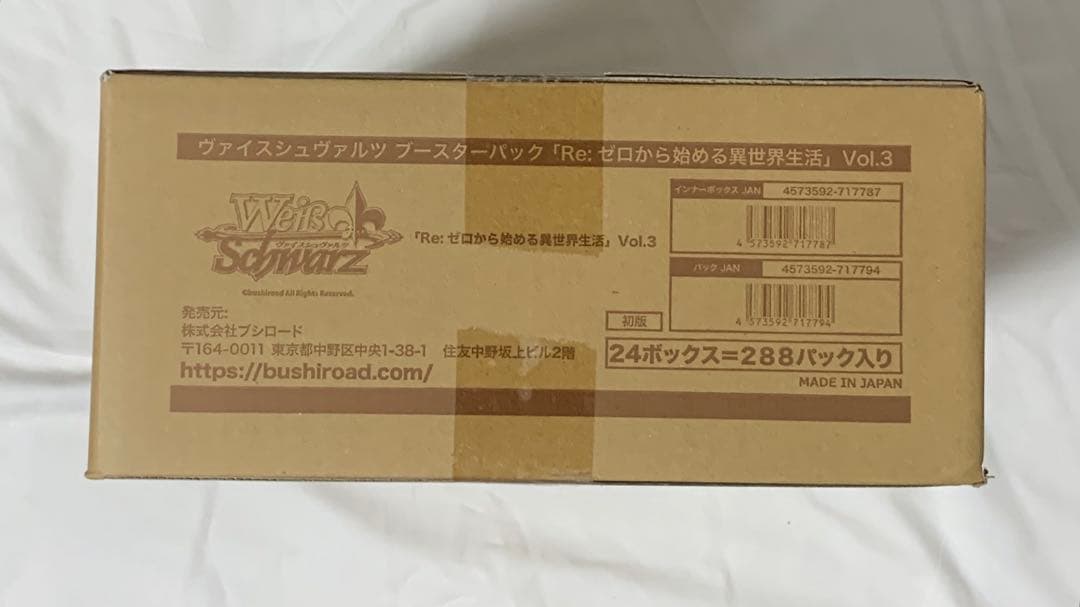 ヴァイスシュヴァルツ ブースターパック「Re: ゼロから始める異世界生活」Vol.3
Weiß
ヴァイスシュヴァルツ
Schwarz
©bushiroad All Rights Reserved.
「Re: ゼロから始める異世界生活」Vol.3
インナーボックス JAN 4573592-717787
4 573592 717787
パック JAN 4573592-717794
4 573592 717794
発売元:
株式会社ブシロード
〒164-0011 東京都中野区中央1-38-1 住友中野坂上ビル2階
https://bushiroad.com/
初版
24ボックス=288パック入り
MADE IN JAPAN